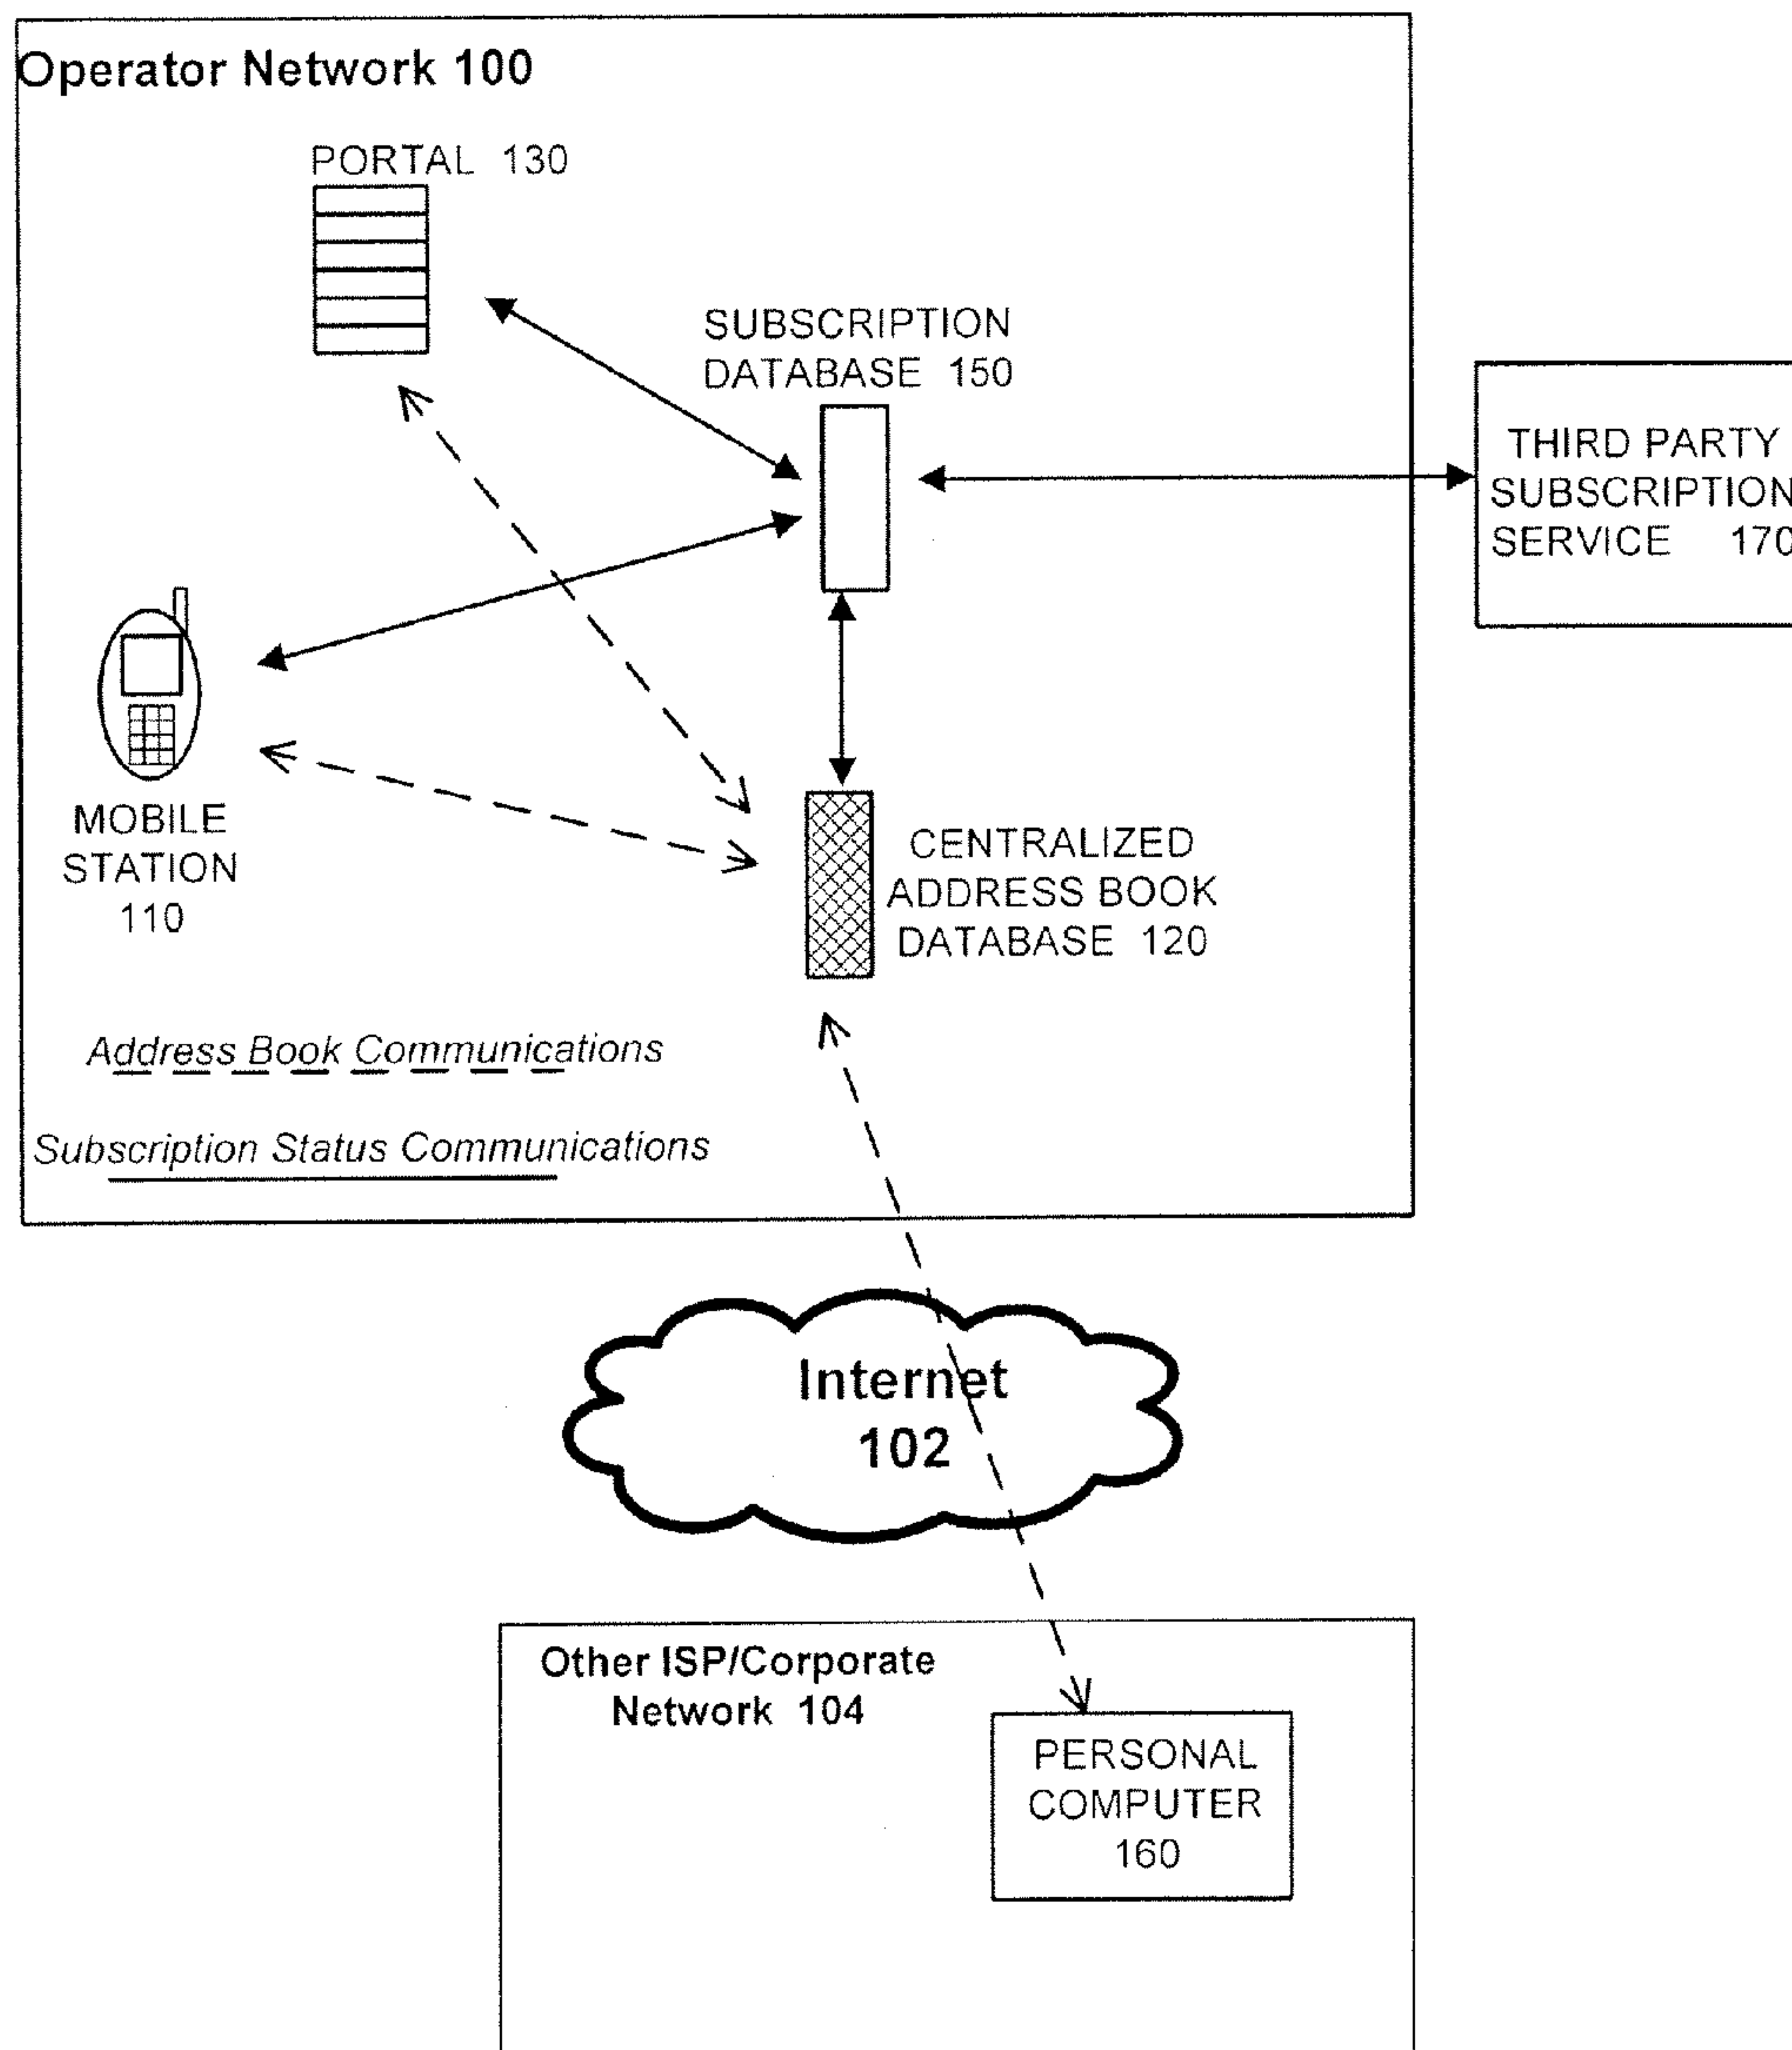 Operator Network 100
PORTAL 130
SUBSCRIPTION
DATABASE 150
THIRD PARTY
SUBSCRIPTION
SERVICE 170
MOBILE
STATION
110
CENTRALIZED
ADDRESS BOOK
DATABASE 120
Address Book Communications
Subscription Status Communications
Internet
102
Other ISP/Corporate
Network 104
PERSONAL
COMPUTER
160